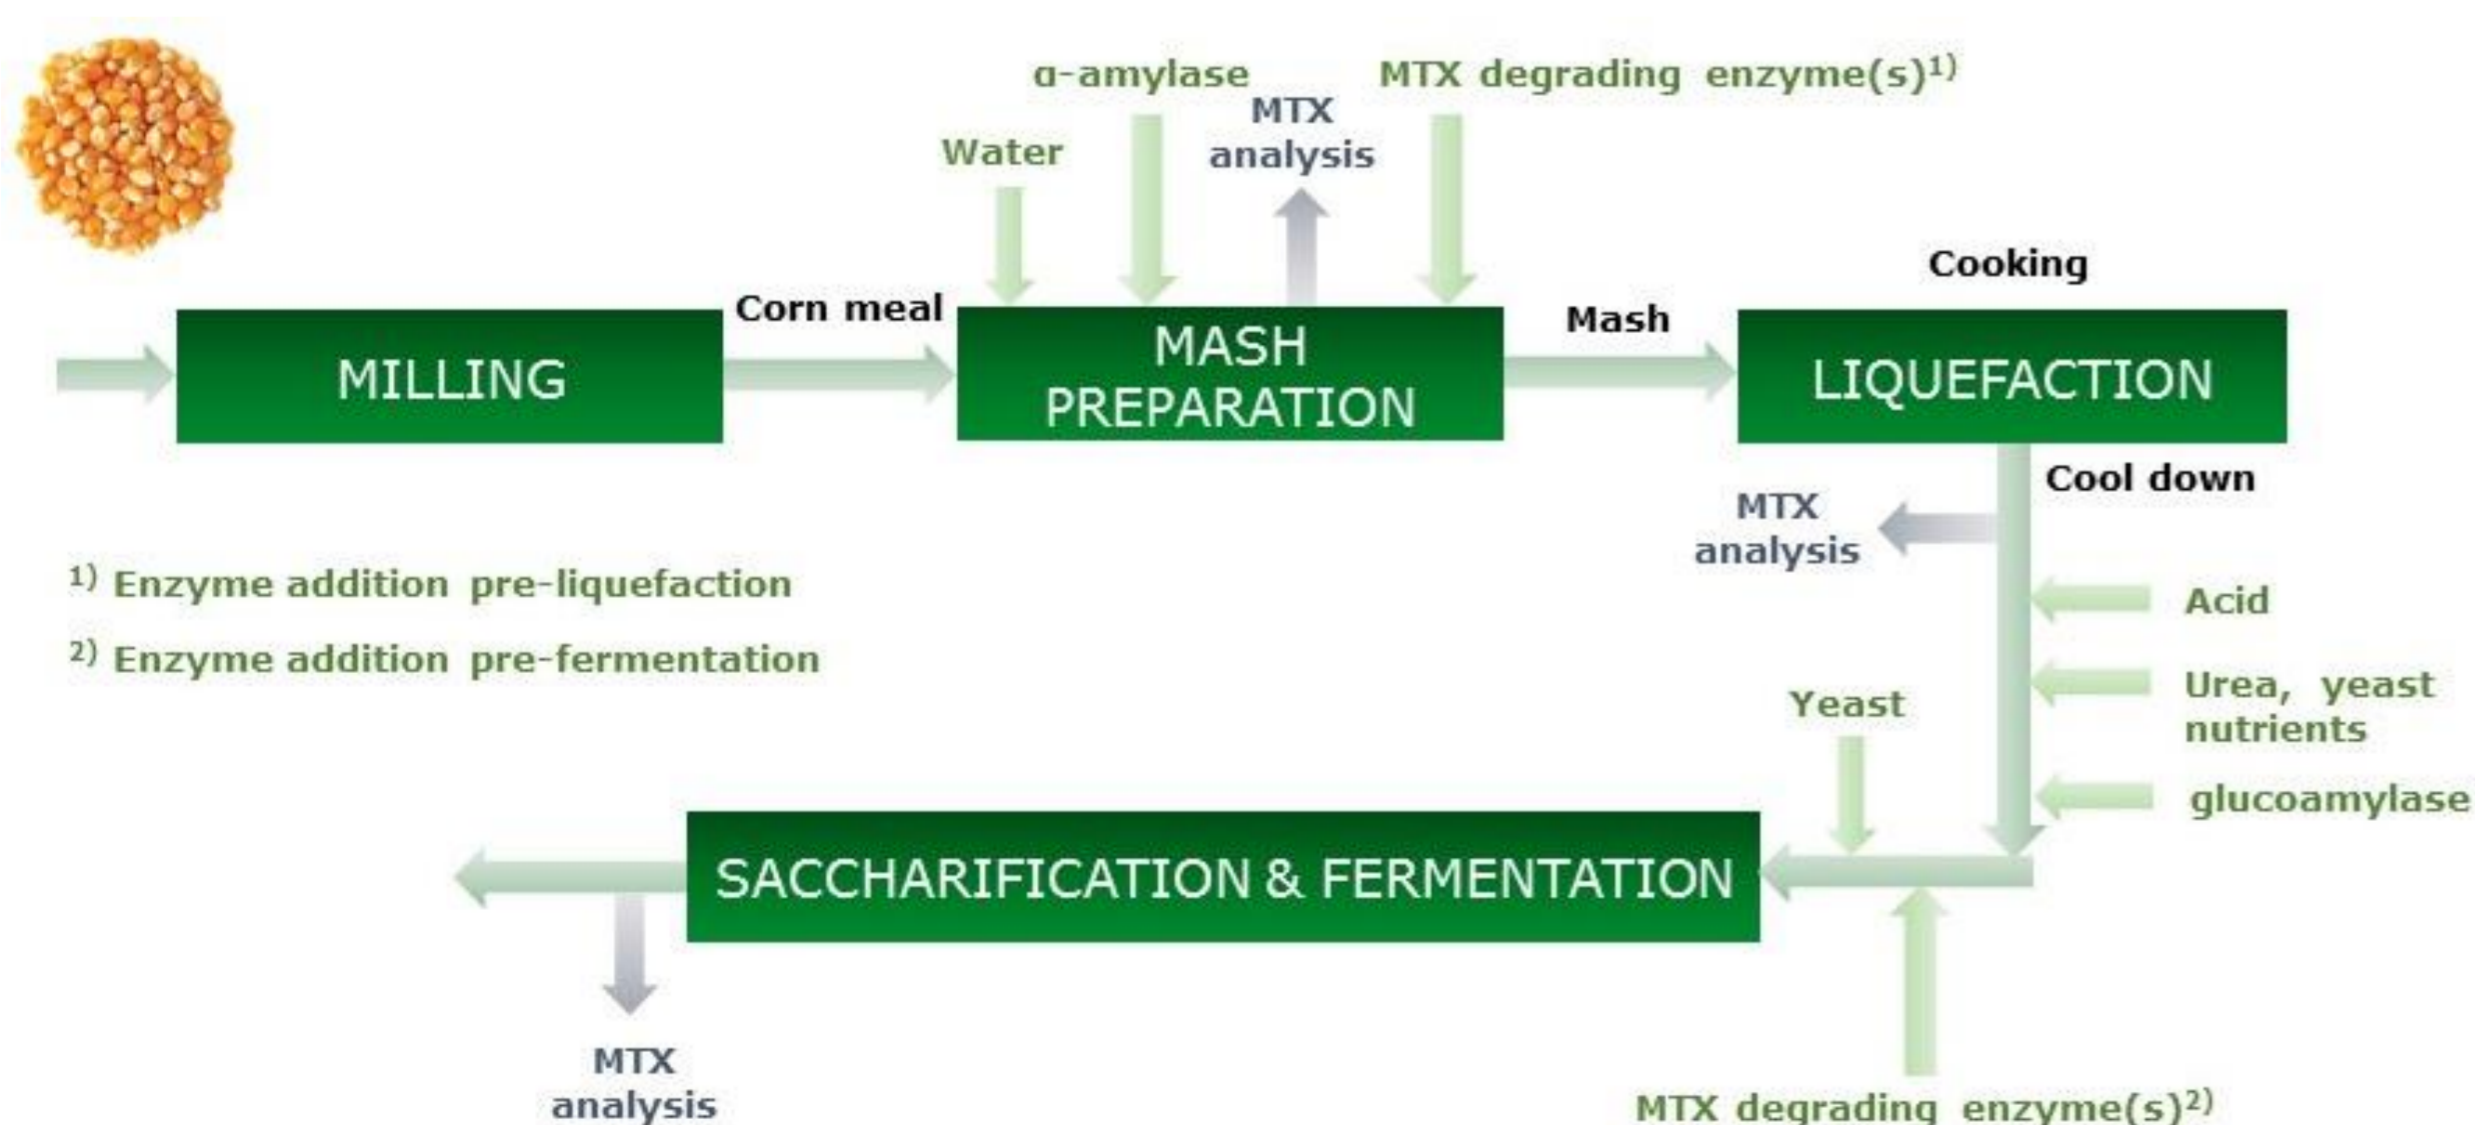 α-amylase
MTX degrading enzyme(s)¹⁾
MTX
analysis
Water
Cooking
Corn meal
Mash
MILLING
MASH
PREPARATION
LIQUEFACTION
Cool down
MTX
analysis
¹⁾ Enzyme addition pre-liquefaction
²⁾ Enzyme addition pre-fermentation
Acid
Urea, yeast
nutrients
Yeast
glucoamylase
SACCHARIFICATION & FERMENTATION
MTX
analysis
MTX degrading enzyme(s)²⁾